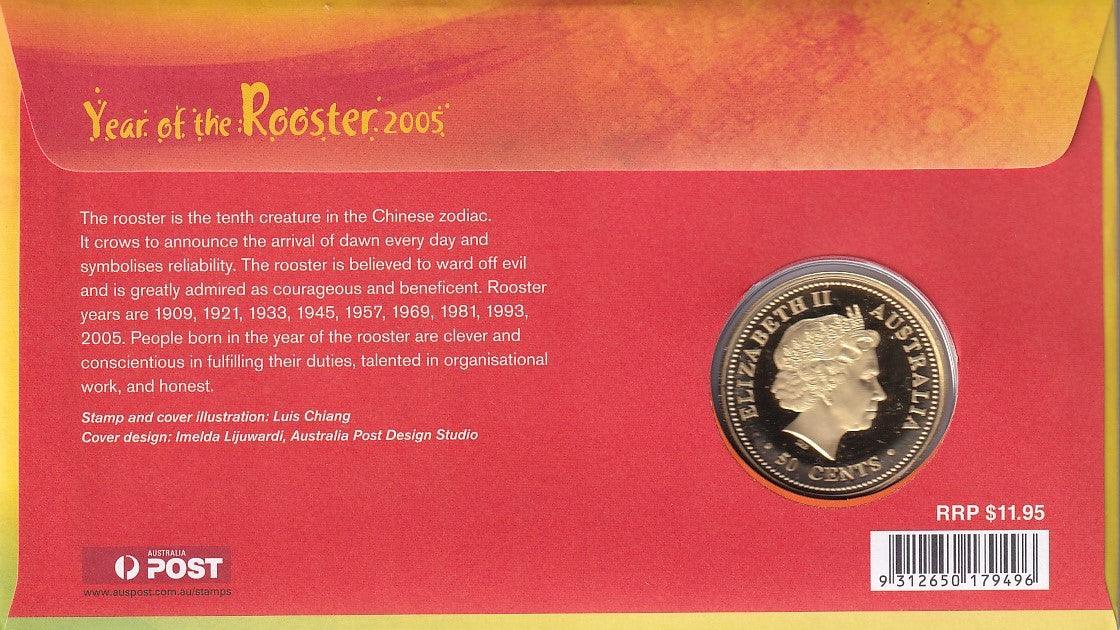 Year of the Rooster 2005
The rooster is the tenth creature in the Chinese zodiac.
It crows to announce the arrival of dawn every day and
symbolises reliability. The rooster is believed to ward off evil
and is greatly admired as courageous and beneficent. Rooster
years are 1909, 1921, 1933, 1945, 1957, 1969, 1981, 1993,
2005. People born in the year of the rooster are clever and
conscientious in fulfilling their duties, talented in organisational
work, and honest.
Stamp and cover illustration: Luis Chiang
Cover design: Imelda Lijuwardi, Australia Post Design Studio
ELIZABETH II AUSTRALIA
50 CENTS
RRP $11.95
9 312650 179496
AUSTRALIA
POST
www.auspost.com.au/stamps